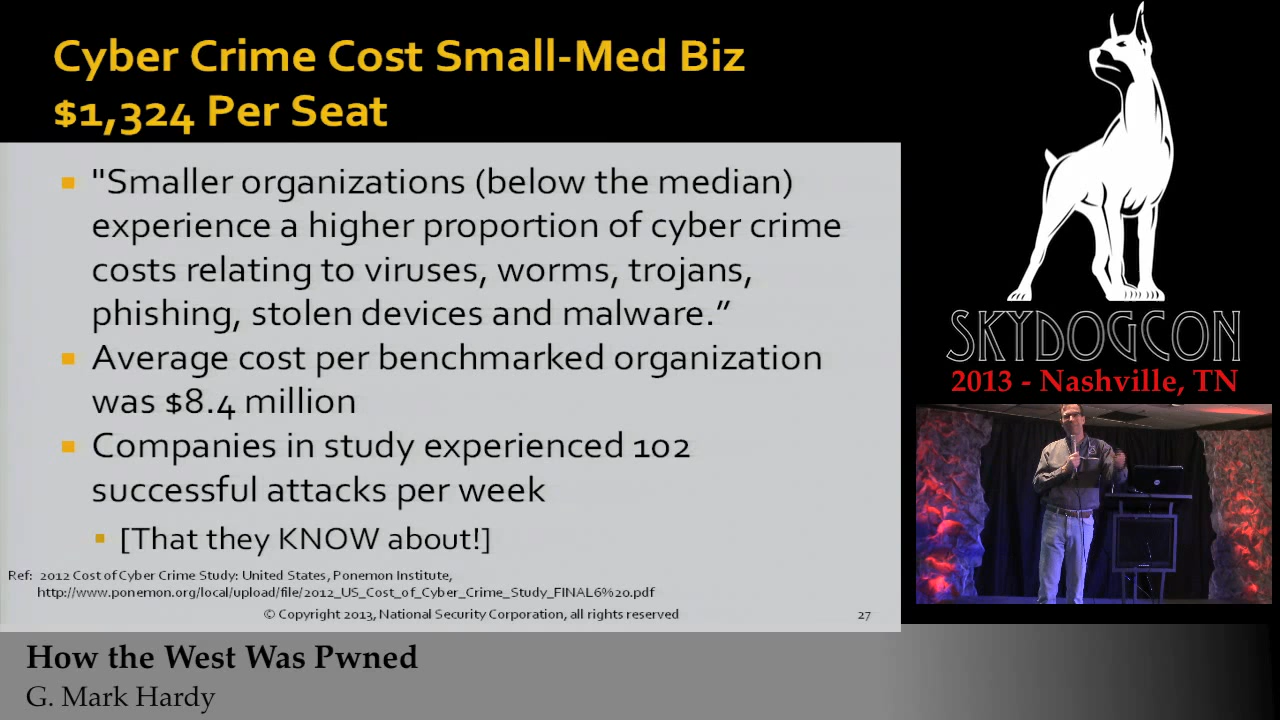 Cyber Crime Cost Small-Med Biz
$1,324 Per Seat
"Smaller organizations (below the median)
experience a higher proportion of cyber crime
costs relating to viruses, worms, trojans,
phishing, stolen devices and malware.”
Average cost per benchmarked organization
was $8.4 million
Companies in study experienced 102
successful attacks per week
[That they KNOW about!]
Ref: 2012 Cost of Cyber Crime Study: United States, Ponemon Institute,
http://www.ponemon.org/local/upload/file/2012_US_Cost_of_Cyber_Crime_Study_FINAL6%20.pdf
© Copyright 2013, National Security Corporation, all rights reserved
27
SKYDOGCON
2013 - Nashville, TN
How the West Was Pwned
G. Mark Hardy